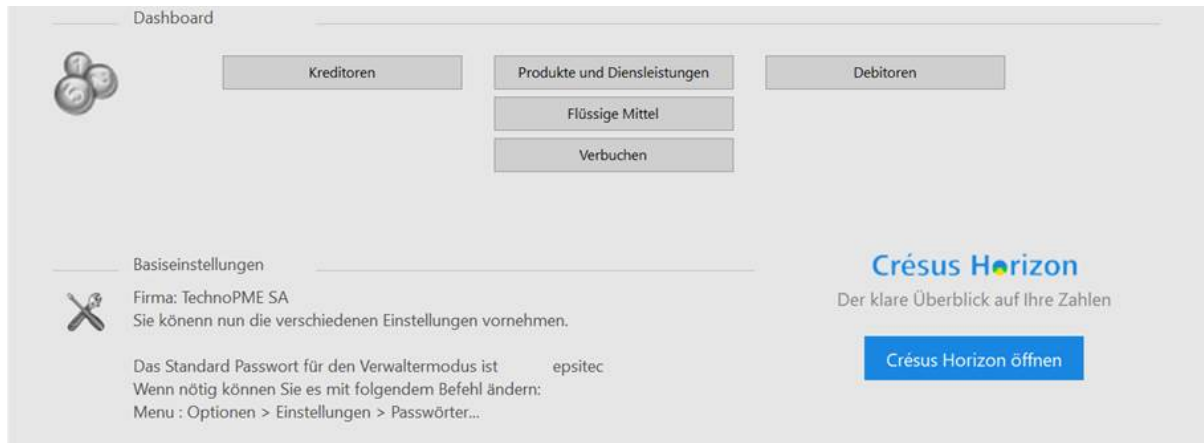 Dashboard
Kreditoren
Produkte und Diensleistungen
Debitoren
Flüssige Mittel
Verbuchen
Basiseinstellungen
Firma: TechnoPME SA
Sie könenn nun die verschiedenen Einstellungen vornehmen.
Das Standard Passwort für den Verwaltermodus ist epsitec
Wenn nötig können Sie es mit folgendem Befehl ändern:
Menu : Optionen > Einstellungen > Passwörter...
Crésus Horizon
Der klare Überblick auf Ihre Zahlen
Crésus Horizon öffnen